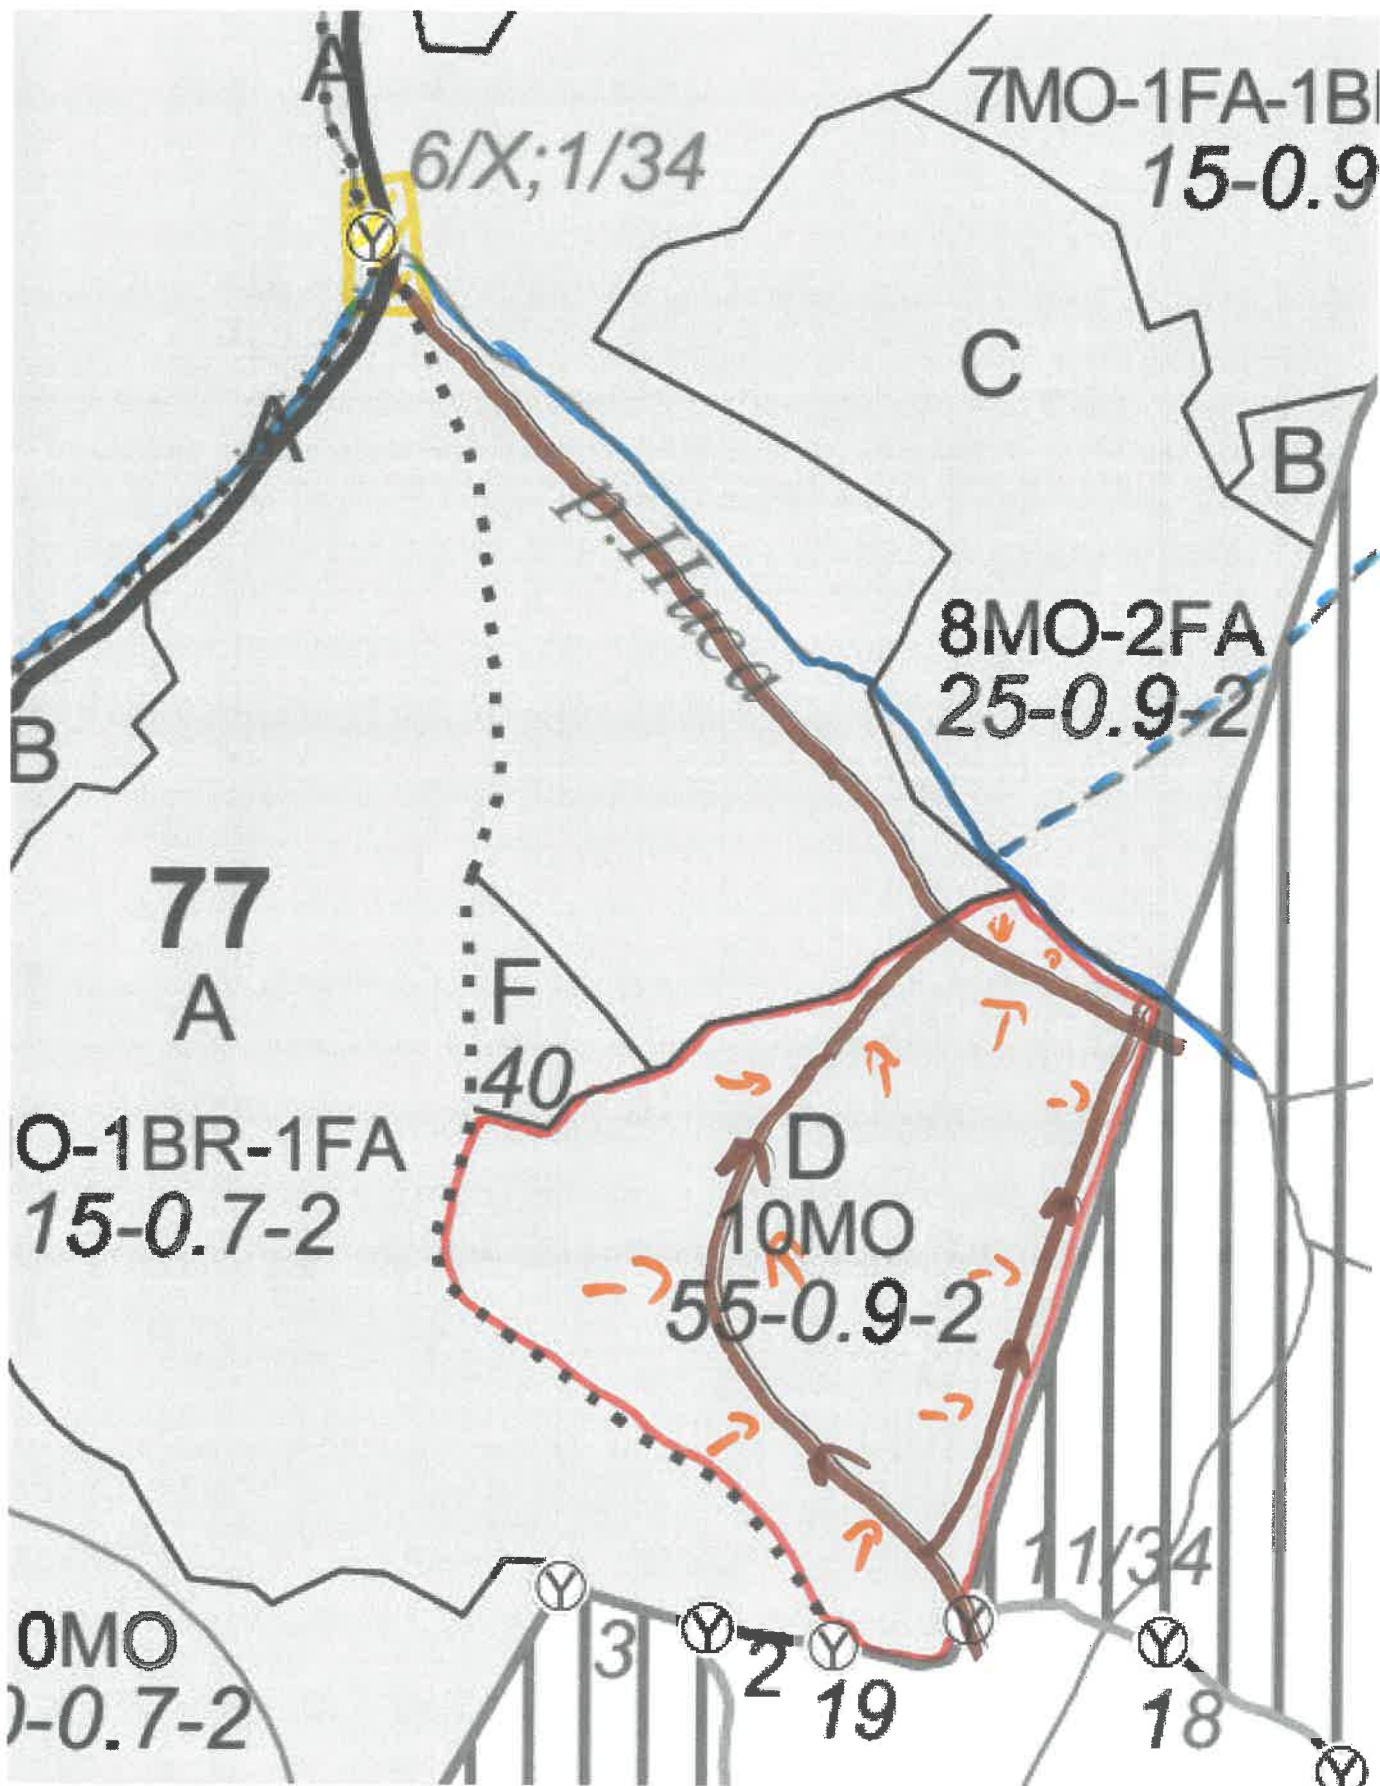 A
6/X;1/34
7MO-1FA-1B
15-0.9
Y
C
A
B
p.Huea
8MO-2FA
25-0.9-2
B
77
A
F
40
O-1BR-1FA
15-0.7-2
D
10MO
55-0.9-2
11/34
Y
Y
Y
Y
Y
3
2
19
18
Y
0MO
0-0.7-2